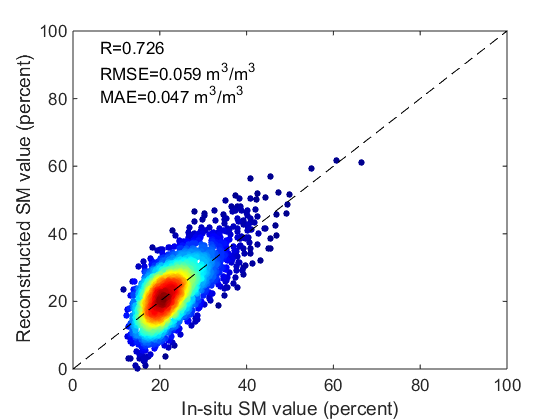 R=0.726
RMSE=0.059 m³/m³
MAE=0.047 m³/m³
Reconstructed SM value (percent)
100
80
60
40
20
0
0 20 40 60 80 100
In-situ SM value (percent)